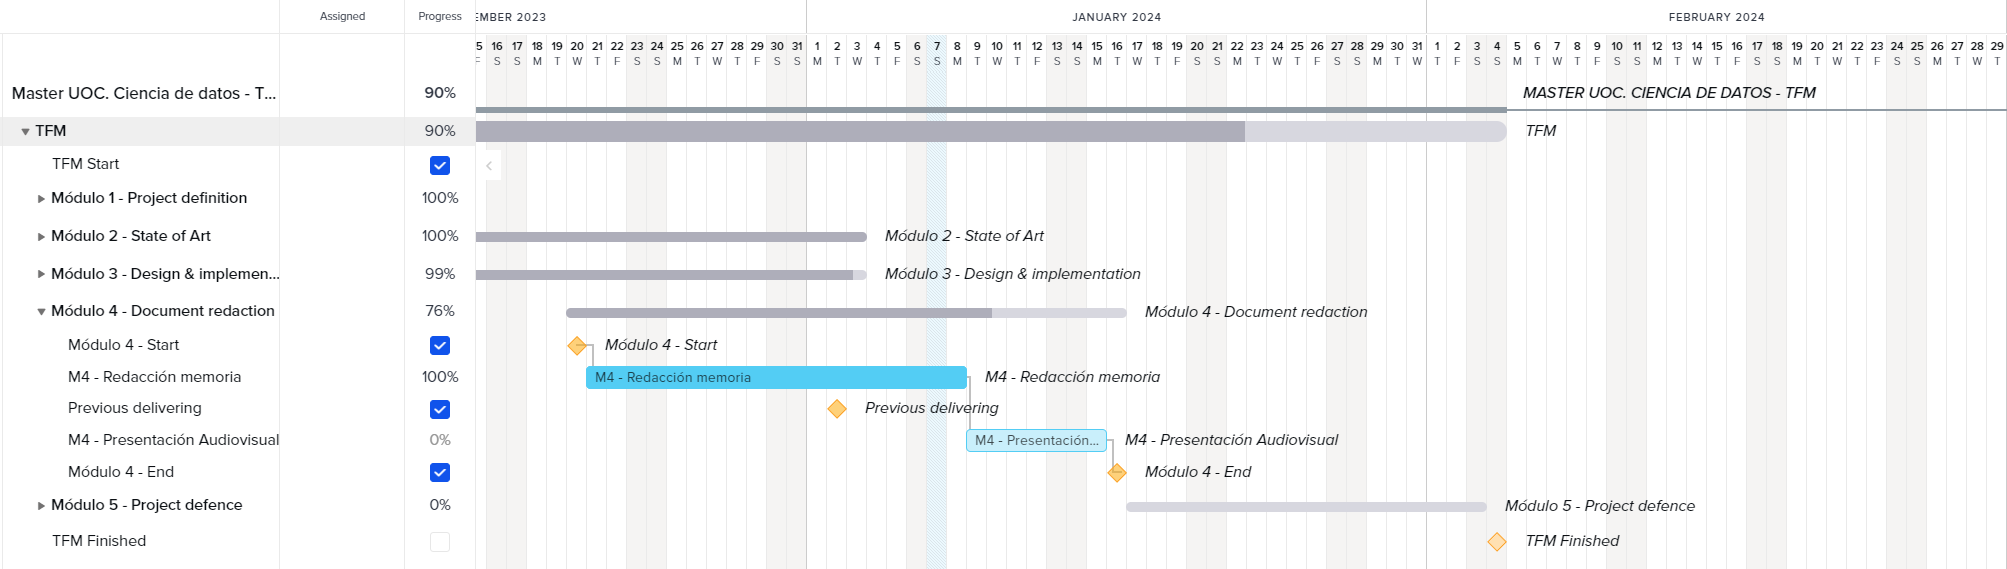 Assigned Progress EMBER 2023 JANUARY 2024 FEBRUARY 2024
5 16 17 18 19 20 21 22 23 24 25 26 27 28 29 30 31 1 2 3 4 5 6 7 8 9 10 11 12 13 14 15 16 17 18 19 20 21 22 23 24 25 26 27 28 29 30 31 1 2 3 4 5 6 7 8 9 10 11 12 13 14 15 16 17 18 19 20 21 22 23 24 25 26 27 28 29
F S S M T W T F S S M T W T F S S M T W T F S S M T W T F S S M T W T F S S M T W T F S S M T W T F S S M T W T F S S M T W T F S S M T W T F S S M T W T
Master UOC. Ciencia de datos - T... 90% MASTER UOC. CIENCIA DE DATOS - TFM
TFM 90% TFM
TFM Start
Módulo 1 - Project definition 100%
Módulo 2 - State of Art 100% Módulo 2 - State of Art
Módulo 3 - Design & implemen... 99% Módulo 3 - Design & implementation
Módulo 4 - Document redaction 76% Módulo 4 - Document redaction
Módulo 4 - Start Módulo 4 - Start
M4 - Redacción memoria 100% M4 - Redacción memoria M4 - Redacción memoria
Previous delivering Previous delivering
M4 - Presentación Audiovisual 0% M4 - Presentación... M4 - Presentación Audiovisual
Módulo 4 - End Módulo 4 - End
Módulo 5 - Project defence 0% Módulo 5 - Project defence
TFM Finished TFM Finished